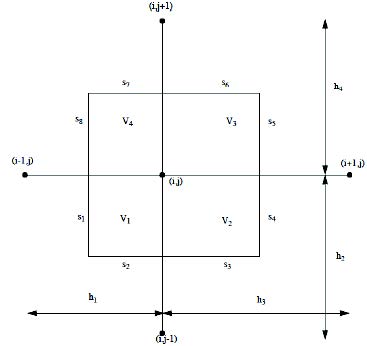 (i,j+1)
s7 s6
h4
s8 V4 V3 s5
(i-1,j) (i,j) (i+1,j)
s1 V1 V2 s4
h2
s2 s3
h1 h3
(i,j-1)